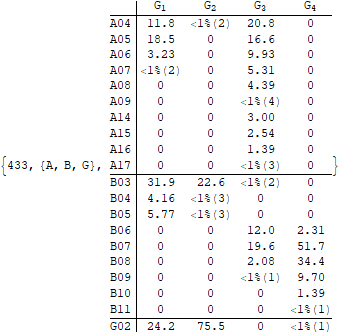 G1 G2 G3 G4
A04 11.8 <1%(2) 20.8 0
A05 18.5 0 16.6 0
A06 3.23 0 9.93 0
A07 <1%(2) 0 5.31 0
A08 0 0 4.39 0
A09 0 0 <1%(4) 0
A14 0 0 3.00 0
A15 0 0 2.54 0
A16 0 0 1.39 0
{433, {A, B, G}, A17 0 0 <1%(3) 0 }
B03 31.9 22.6 <1%(2) 0
B04 4.16 <1%(3) 0 0
B05 5.77 <1%(3) 0 0
B06 0 0 12.0 2.31
B07 0 0 19.6 51.7
B08 0 0 2.08 34.4
B09 0 0 <1%(1) 9.70
B10 0 0 0 1.39
B11 0 0 0 <1%(1)
G02 24.2 75.5 0 <1%(1)